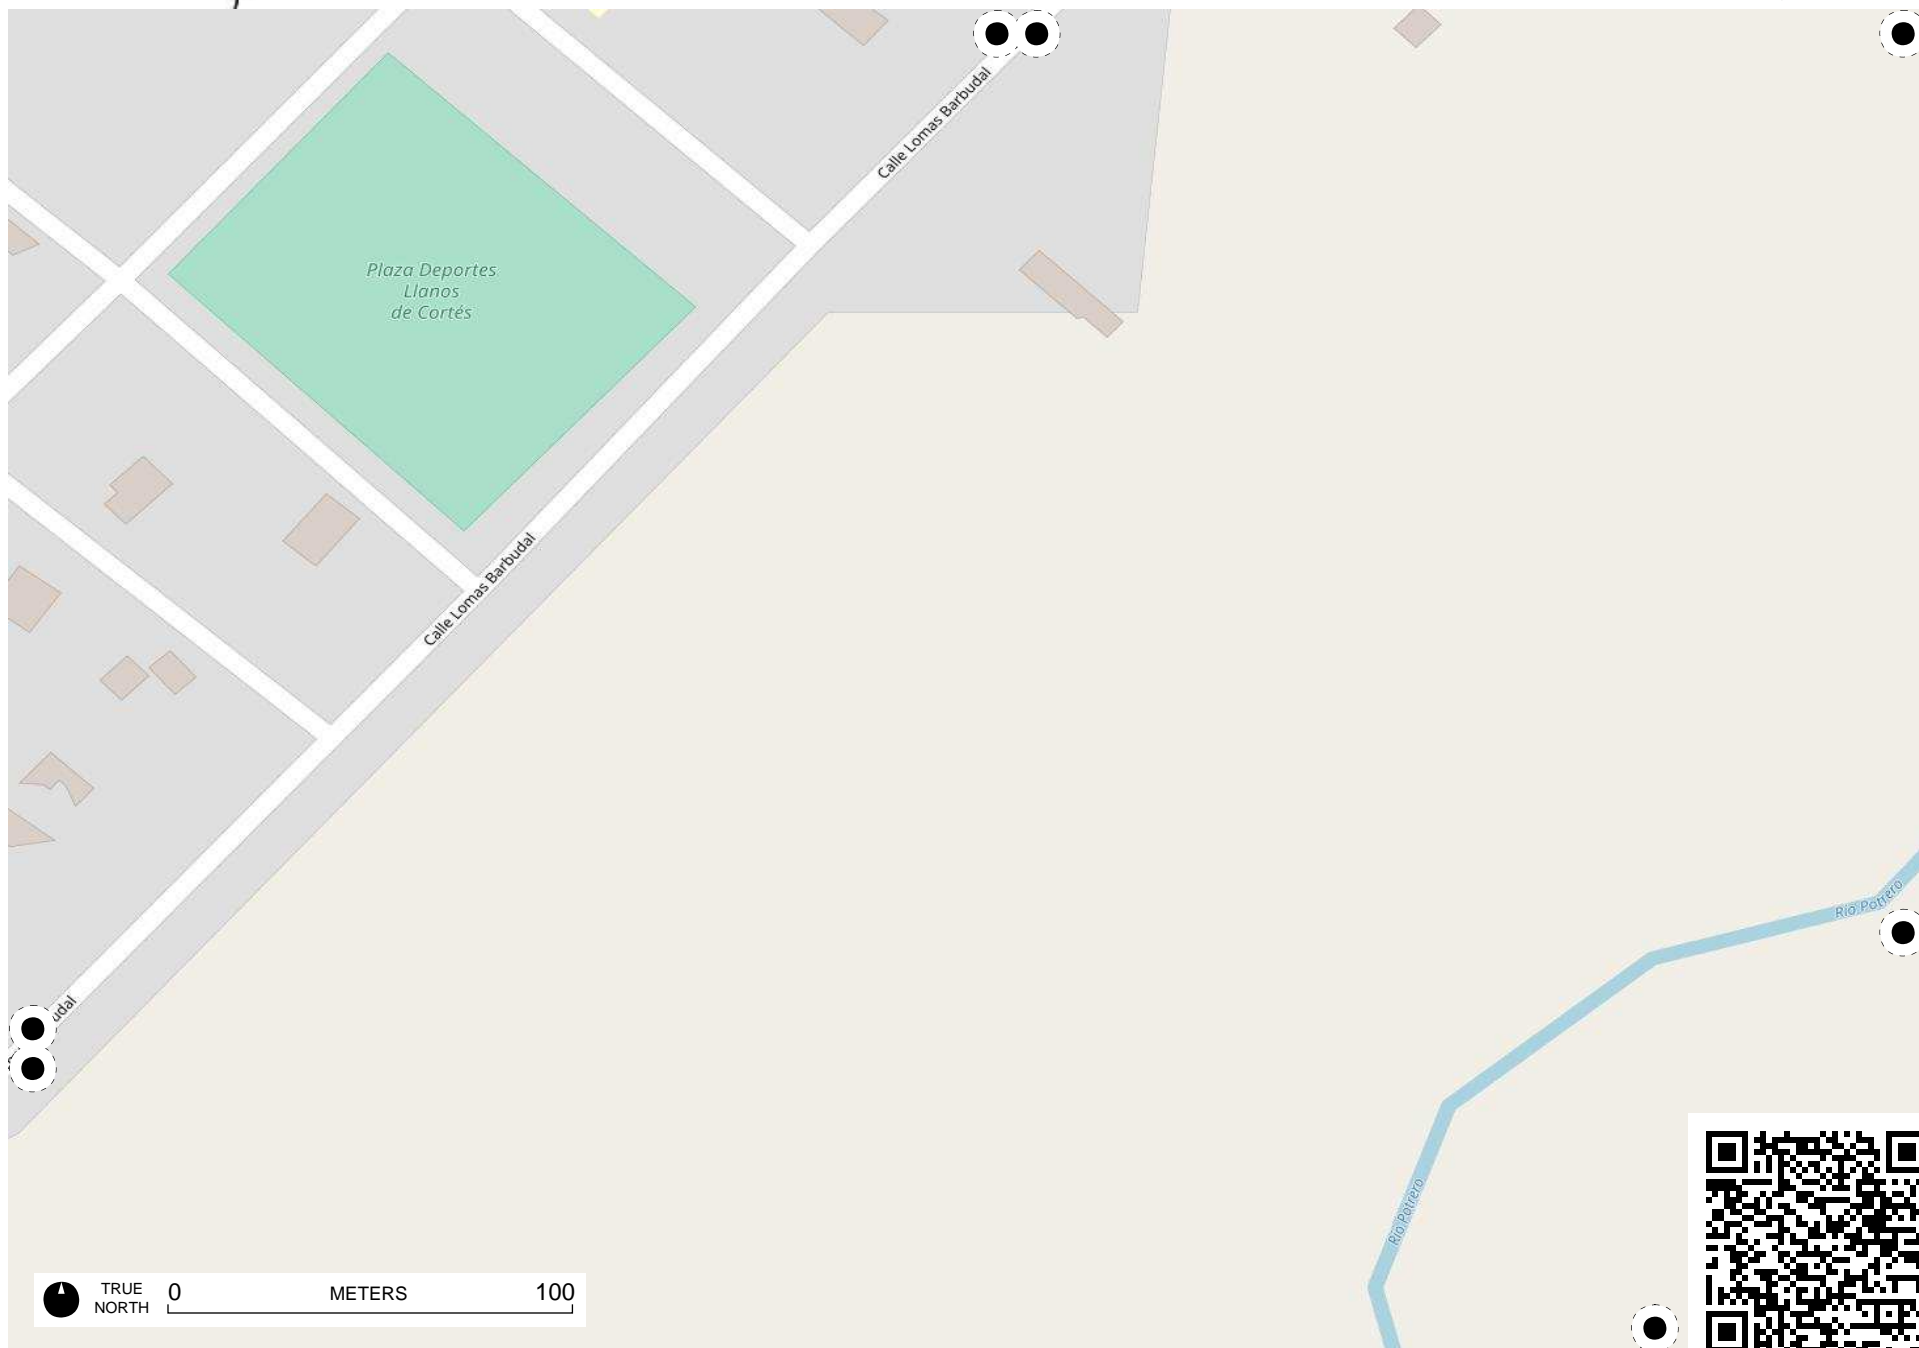 Calle Lomas Barbudal
Plaza Deportes
Llanos
de Cortés
Calle Lomas Barbudal
Río Potrero
udal
Río Potrero
TRUE
NORTH
0 METERS 100